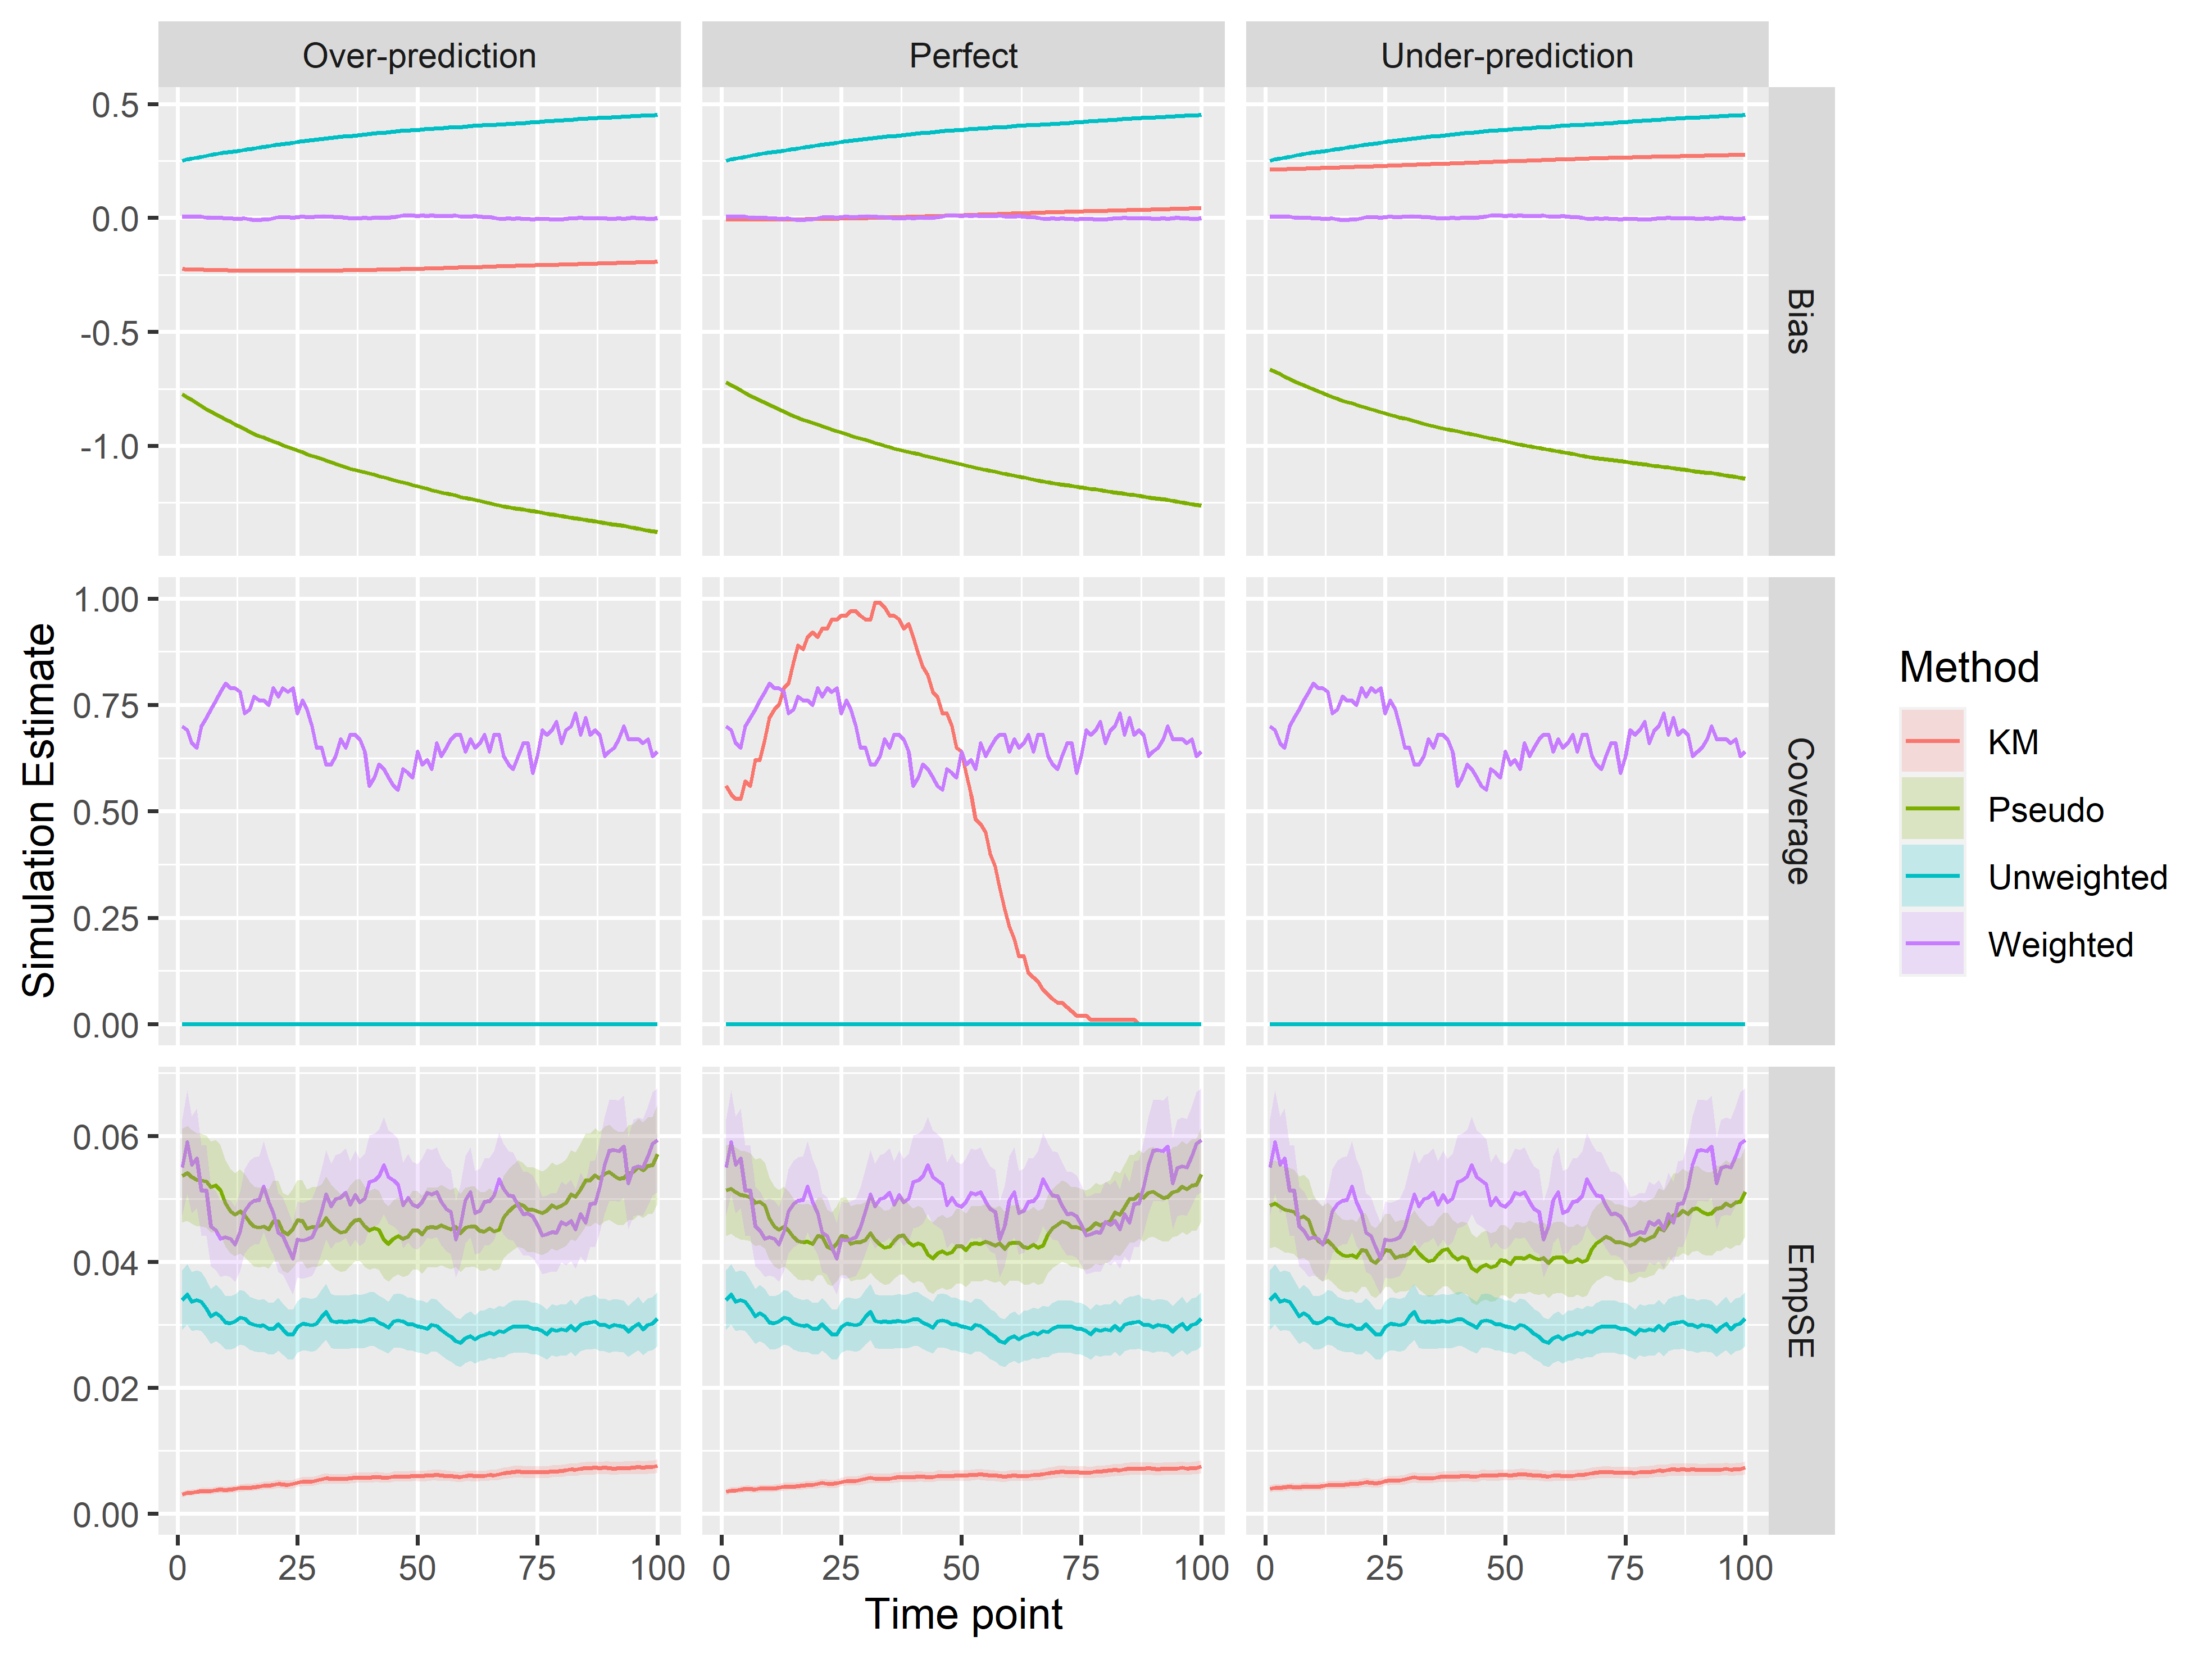 Over-prediction Perfect Under-prediction
0.5
0.0
-0.5
-1.0
Bias
1.00
0.75
0.50
0.25
0.00
Coverage
0.06
0.04
0.02
0.00
EmpSE
Simulation Estimate
0 25 50 75 100 0 25 50 75 100 0 25 50 75 100
Time point
Method
KM
Pseudo
Unweighted
Weighted